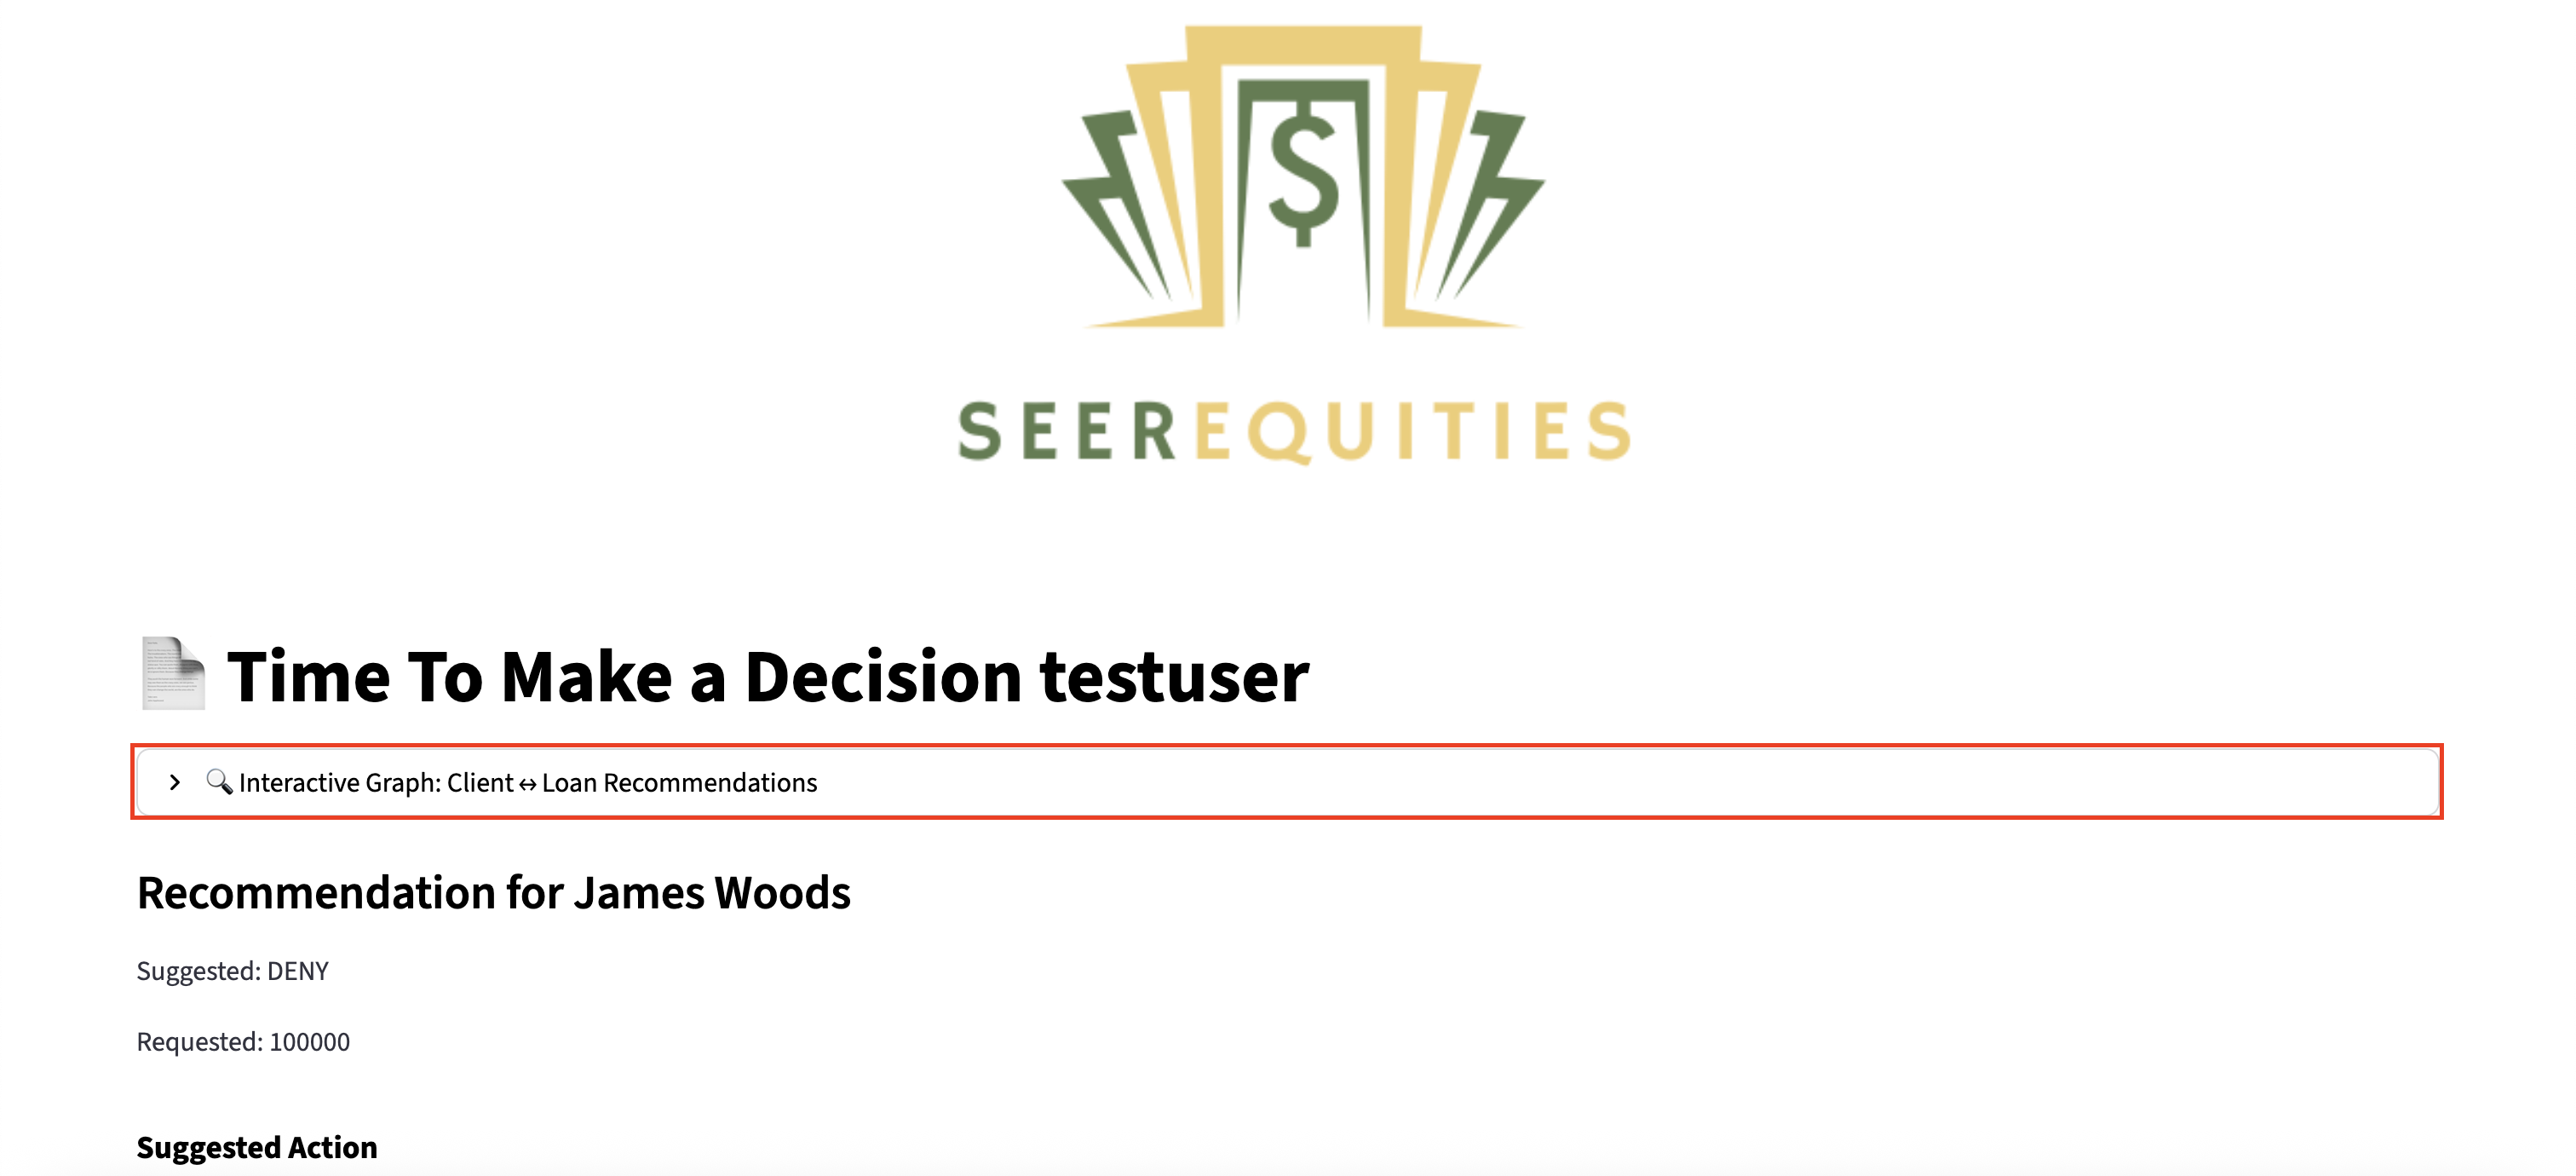 $
SEEREQUITIES
Time To Make a Decision testuser
Interactive Graph: Client ↔ Loan Recommendations
Recommendation for James Woods
Suggested: DENY
Requested: 100000
Suggested Action